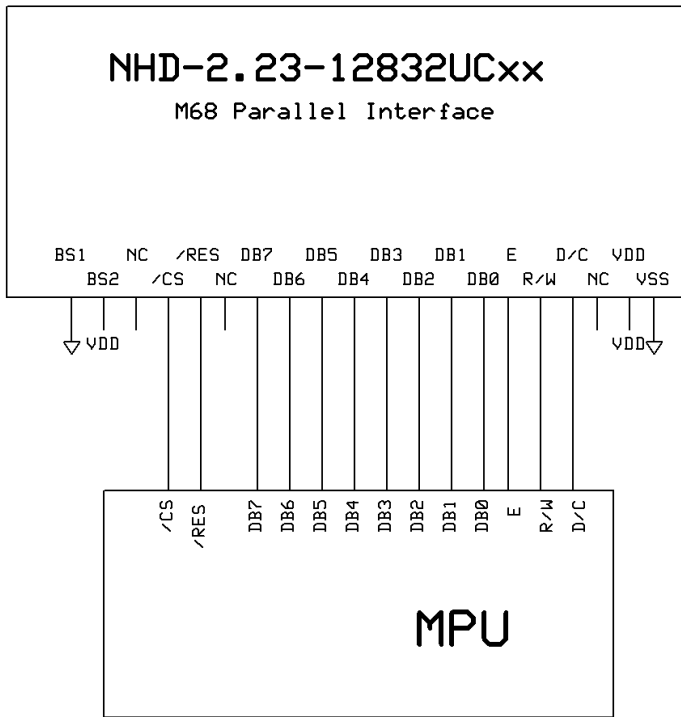 NHD-2.23-12832UCxx
M68 Parallel Interface
BS1 NC /RES DB7 DB5 DB3 DB1 E D/C VDD
BS2 /CS NC DB6 DB4 DB2 DB0 R/W NC VSS
VDD VDD
/CS /RES DB7 DB6 DB5 DB4 DB3 DB2 DB1 DB0 E R/W D/C
MPU